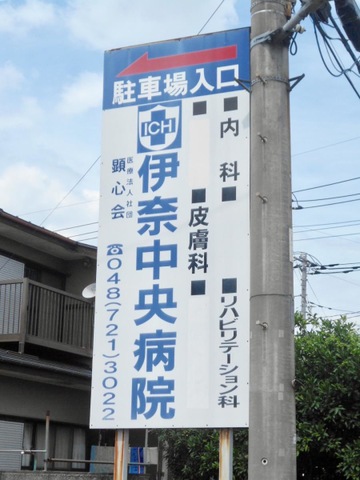 駐車場入口
■内科■リハビリテーション科
■皮膚科■
ICH
伊奈中央病院
医療法人社団
顕心会
☎048(721)3022